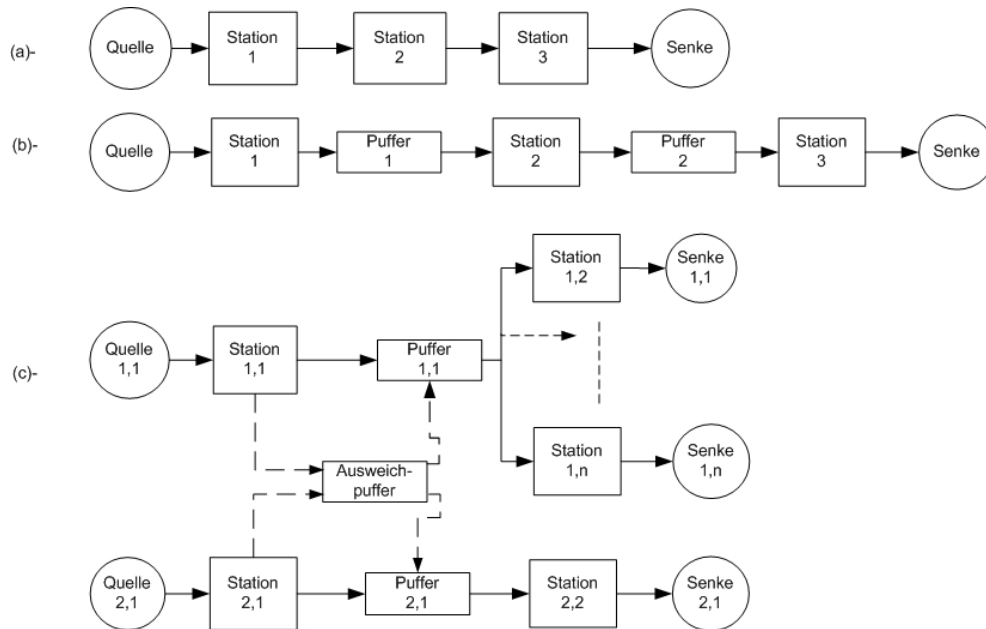 (a)-
Quelle
Station
1
Station
2
Station
3
Senke
(b)-
Quelle
Station
1
Puffer
1
Station
2
Puffer
2
Station
3
Senke
(c)-
Station
1,2
Senke
1,1
Quelle
1,1
Station
1,1
Puffer
1,1
Station
1,n
Senke
1,n
Ausweich-
puffer
Quelle
2,1
Station
2,1
Puffer
2,1
Station
2,2
Senke
2,1